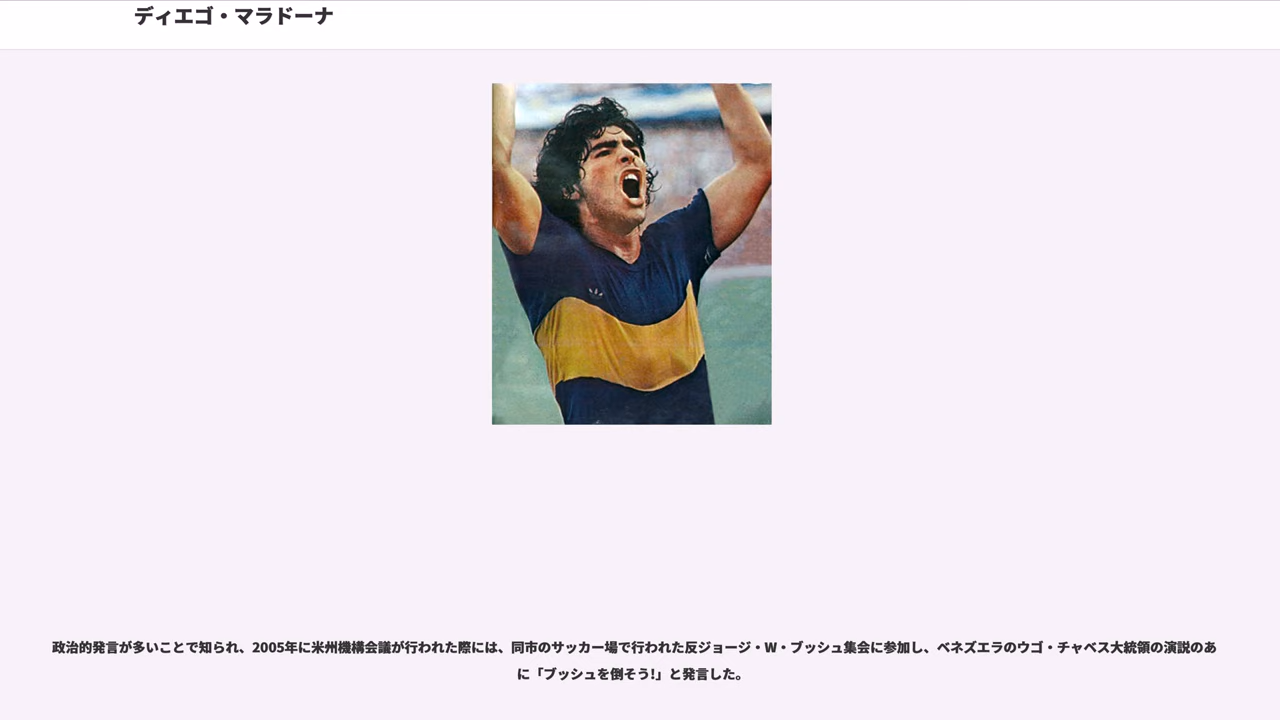 ディエゴ・マラドーナ
政治的発言が多いことで知られ、2005年に米州機構会議が行われた際には、同市のサッカー場で行われた反ジョージ・W・ブッシュ集会に参加し、ベネズエラのウゴ・チャベス大統領の演説のあ
に「ブッシュを倒そう!」と発言した。